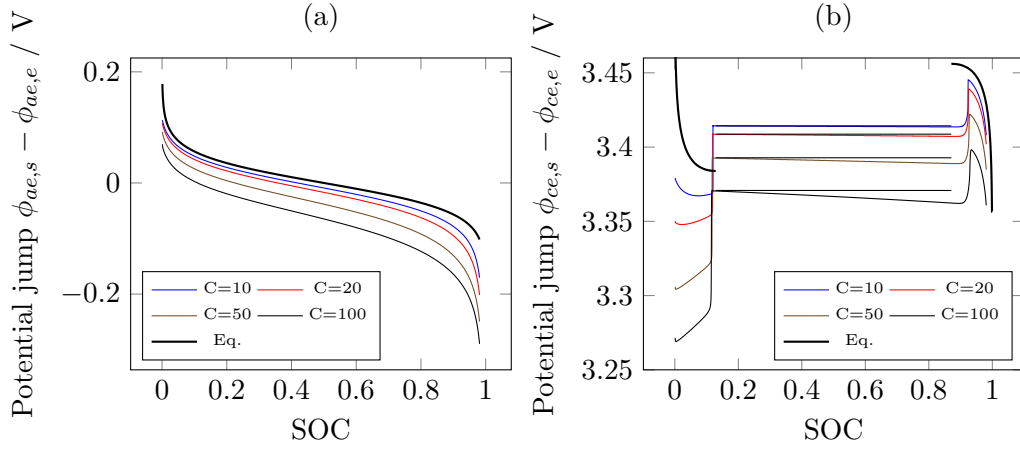 (a)
Potential jump ϕae,s − ϕae,e / V
0.2
0
−0.2
0 0.2 0.4 0.6 0.8 1
SOC
C=10 C=20
C=50 C=100
Eq.
(b)
Potential jump ϕce,s − ϕce,e / V
3.45
3.4
3.35
3.3
3.25
0 0.2 0.4 0.6 0.8 1
SOC
C=10 C=20
C=50 C=100
Eq.